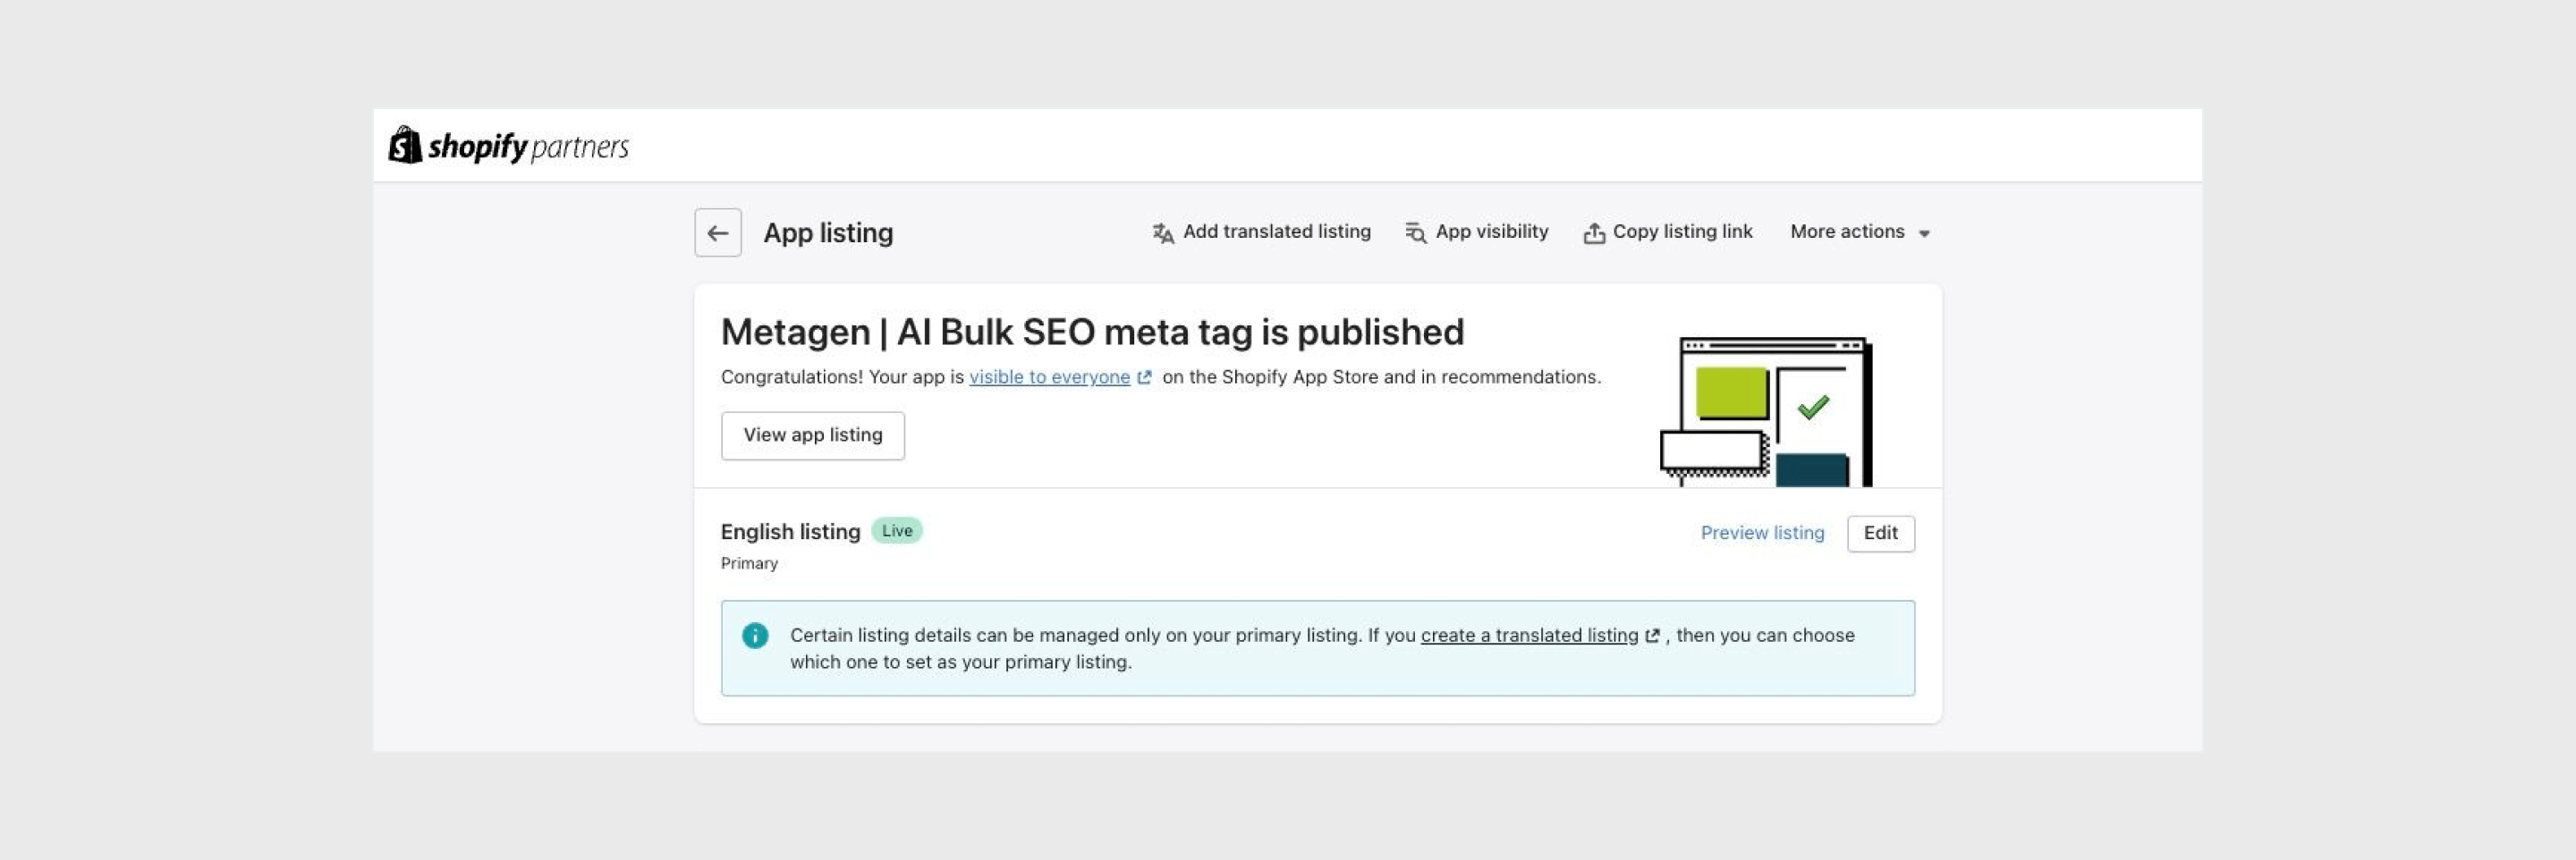 shopify partners
App listing
Add translated listing
App visibility
Copy listing link
More actions
Metagen | AI Bulk SEO meta tag is published
Congratulations! Your app is visible to everyone on the Shopify App Store and in recommendations.
View app listing
English listing Live
Preview listing
Edit
Primary
Certain listing details can be managed only on your primary listing. If you create a translated listing , then you can choose
which one to set as your primary listing.